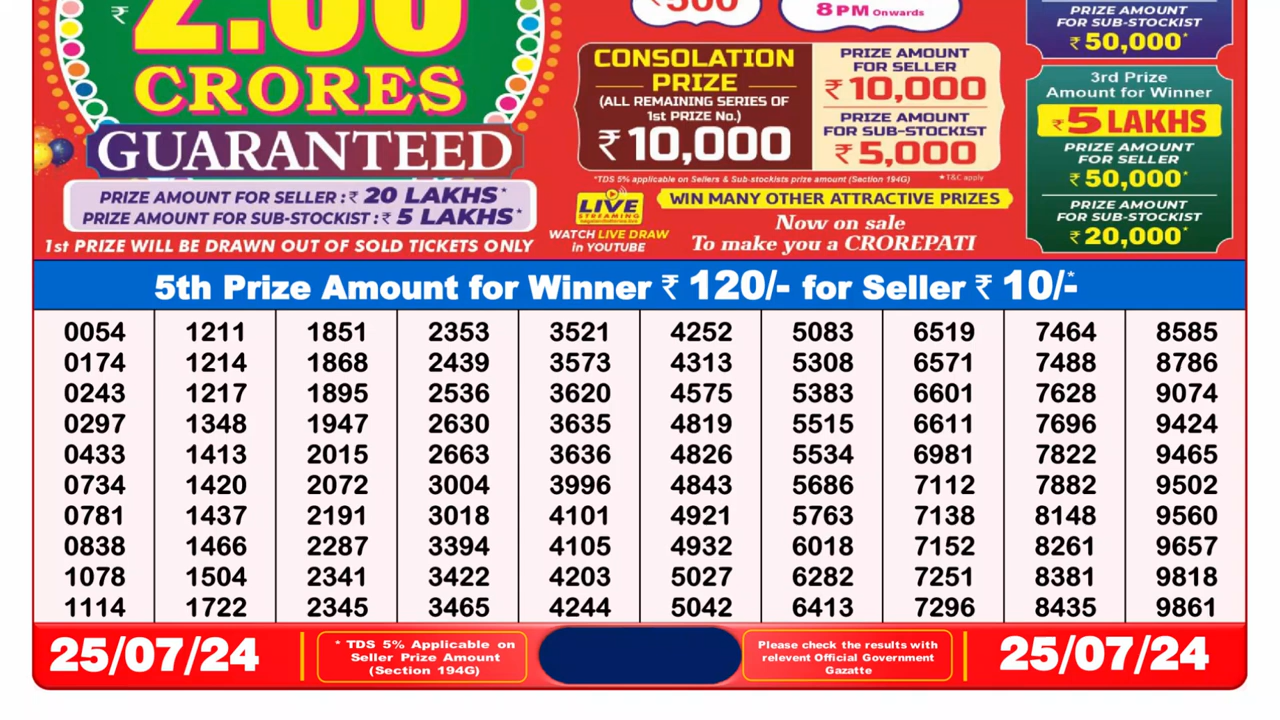 ₹ 2.00
CRORES
GUARANTEED
PRIZE AMOUNT FOR SELLER : ₹ 20 LAKHS*
PRIZE AMOUNT FOR SUB-STOCKIST : ₹ 5 LAKHS*
1st PRIZE WILL BE DRAWN OUT OF SOLD TICKETS ONLY
₹500
8 PM Onwards
CONSOLATION
PRIZE
(ALL REMAINING SERIES OF
1st PRIZE No.)
₹ 10,000
PRIZE AMOUNT
FOR SELLER
₹ 10,000
PRIZE AMOUNT
FOR SUB-STOCKIST
₹ 5,000
*TDS 5% applicable on Sellers & Sub-stockists prize amount (Section 194G)
★T&C apply
LIVE
STREAMING
WATCH LIVE DRAW
in YOUTUBE
WIN MANY OTHER ATTRACTIVE PRIZES
Now on sale
To make you a CROREPATI
PRIZE AMOUNT
FOR SUB-STOCKIST
₹ 50,000*
3rd Prize
Amount for Winner
₹ 5 LAKHS
PRIZE AMOUNT
FOR SELLER
₹ 50,000*
PRIZE AMOUNT
FOR SUB-STOCKIST
₹ 20,000*
5th Prize Amount for Winner ₹ 120/- for Seller ₹ 10/-*
0054 1211 1851 2353 3521 4252 5083 6519 7464 8585
0174 1214 1868 2439 3573 4313 5308 6571 7488 8786
0243 1217 1895 2536 3620 4575 5383 6601 7628 9074
0297 1348 1947 2630 3635 4819 5515 6611 7696 9424
0433 1413 2015 2663 3636 4826 5534 6981 7822 9465
0734 1420 2072 3004 3996 4843 5686 7112 7882 9502
0781 1437 2191 3018 4101 4921 5763 7138 8148 9560
0838 1466 2287 3394 4105 4932 6018 7152 8261 9657
1078 1504 2341 3422 4203 5027 6282 7251 8381 9818
1114 1722 2345 3465 4244 5042 6413 7296 8435 9861
25/07/24
* TDS 5% Applicable on
Seller Prize Amount
(Section 194G)
Please check the results with
relevent Official Government
Gazatte
25/07/24